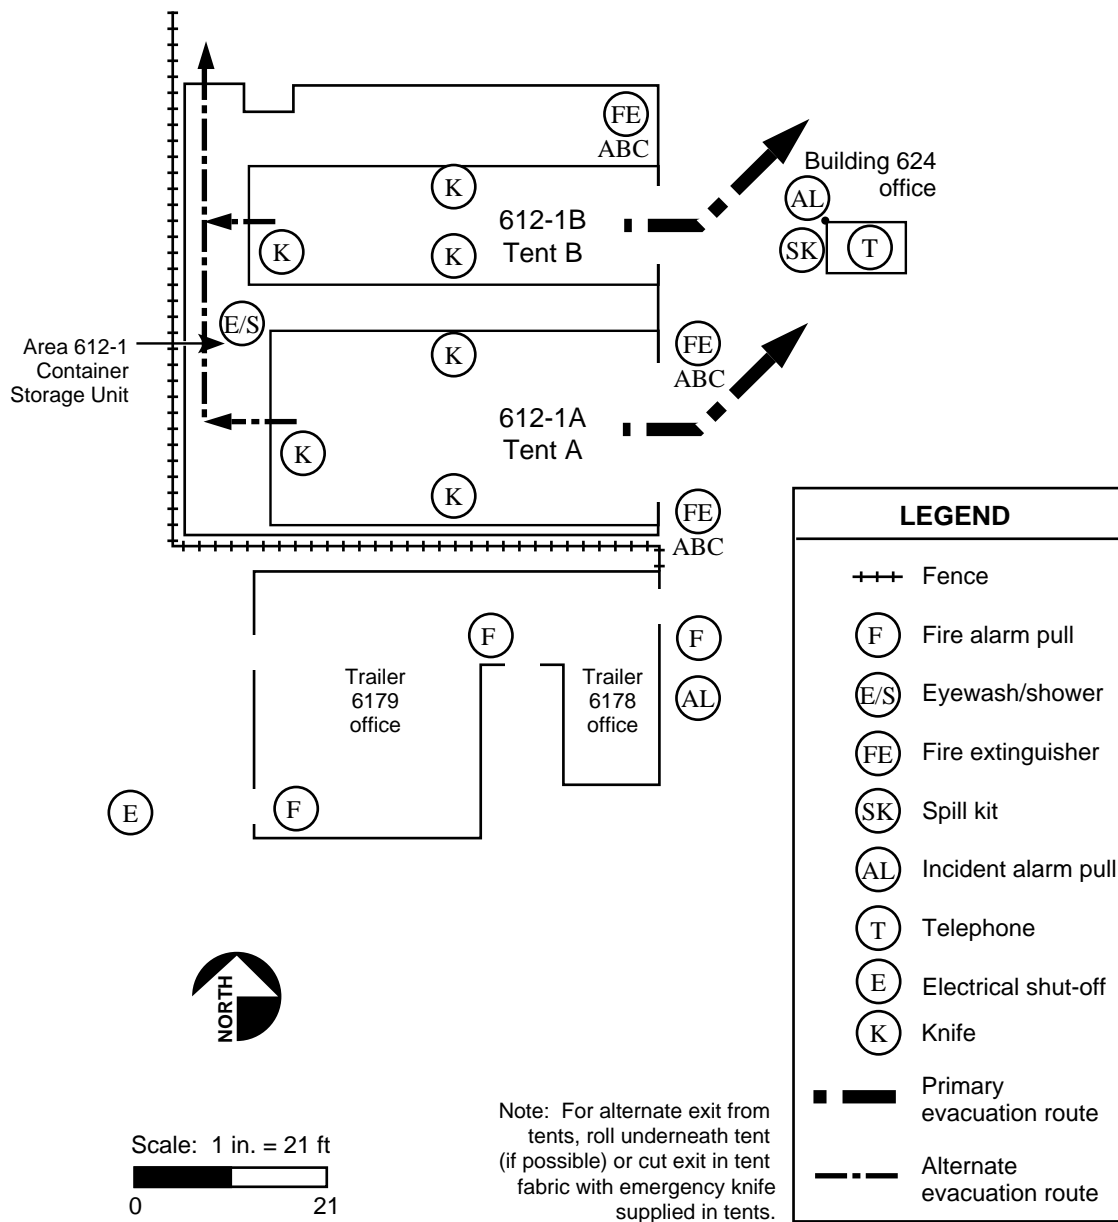 FE
ABC
Building 624
office
K
AL
612-1B
Tent B
SK
T
K
K
E/S
Area 612-1
Container
Storage Unit
K
FE
ABC
612-1A
Tent A
K
K
FE
ABC
LEGEND
Fence
F
Fire alarm pull
E/S
Eyewash/shower
FE
Fire extinguisher
SK
Spill kit
AL
Incident alarm pull
T
Telephone
E
Electrical shut-off
K
Knife
Primary
evacuation route
Alternate
evacuation route
F
F
Trailer
6179
office
Trailer
6178
office
AL
E
F
NORTH
Scale: 1 in. = 21 ft
0
21
Note: For alternate exit from
tents, roll underneath tent
(if possible) or cut exit in tent
fabric with emergency knife
supplied in tents.